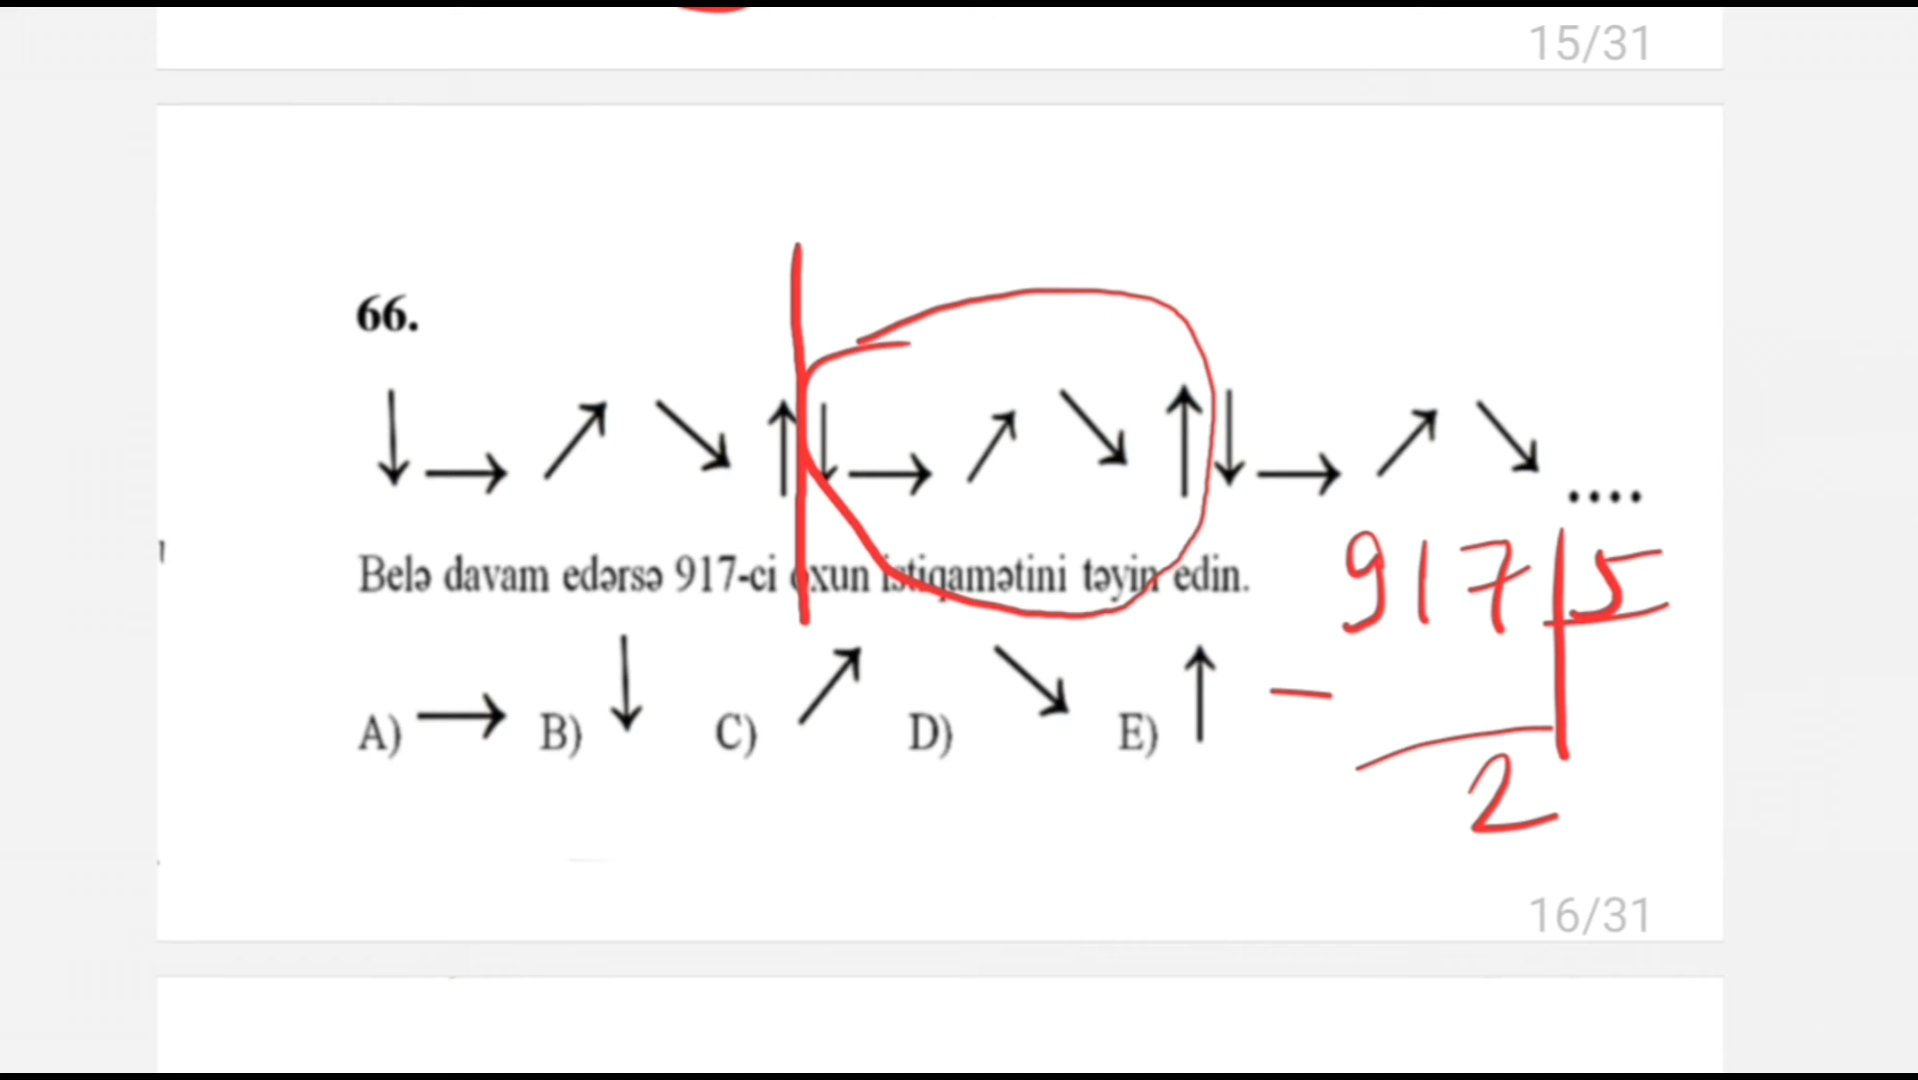 15/31
66.
↓ → ↗ ↘ ↑ ↓ → ↗ ↘ ↑ ↓ → ↗ ↘ ....
Belə davam edərsə 917-ci oxun istiqamətini təyin edin.
917 5
A) → B) ↓ C) ↗ D) ↘ E) ↑
−
2
16/31